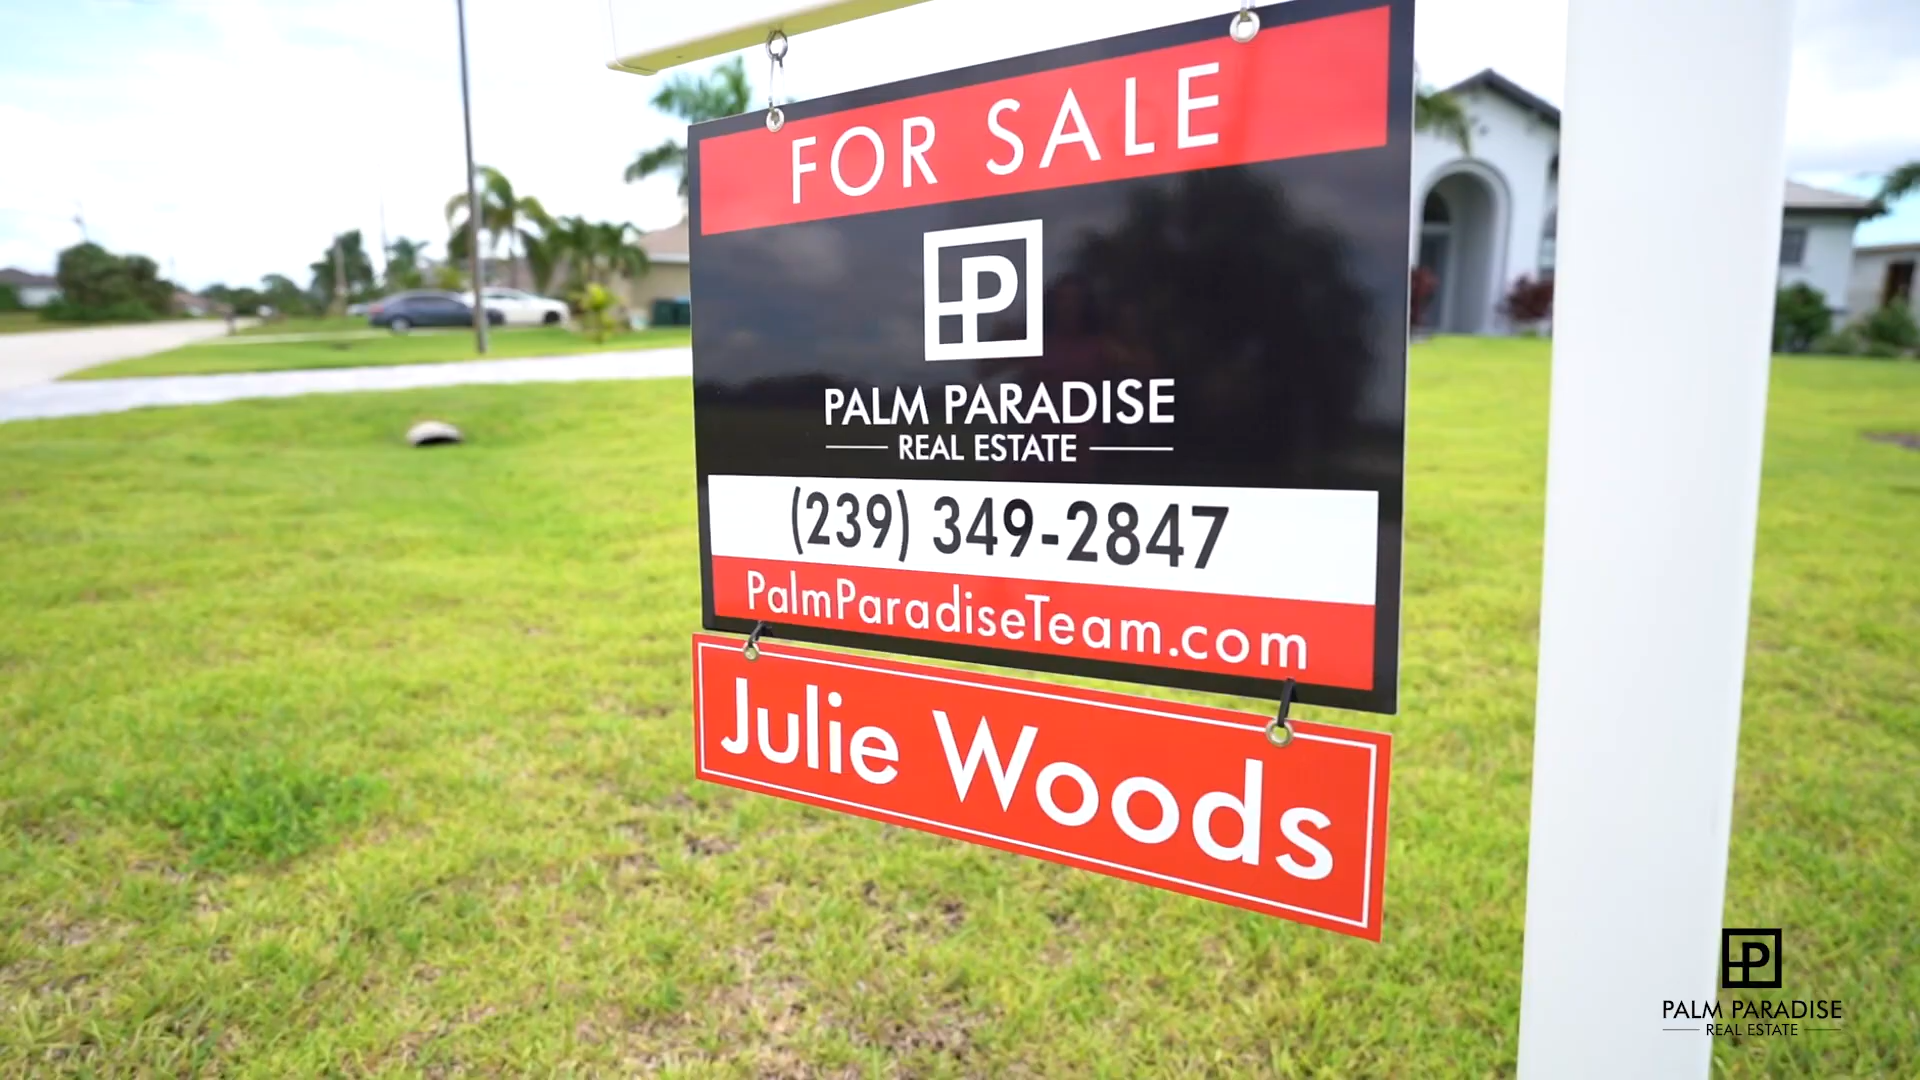 FOR SALE
P
PALM PARADISE
REAL ESTATE
(239) 349-2847
PalmParadiseTeam.com
Julie Woods
P
PALM PARADISE
REAL ESTATE